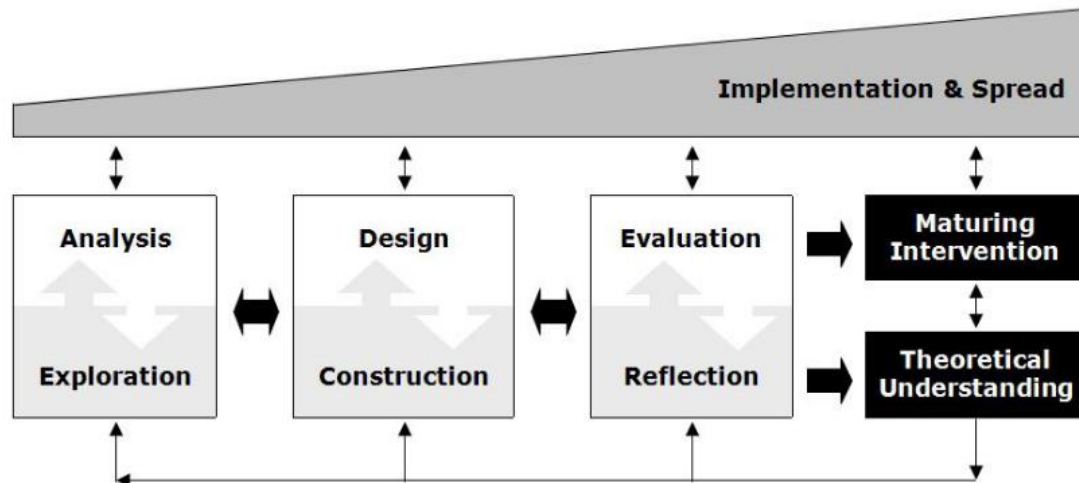 Implementation & Spread
Analysis
Exploration
Design
Construction
Evaluation
Reflection
Maturing
Intervention
Theoretical
Understanding